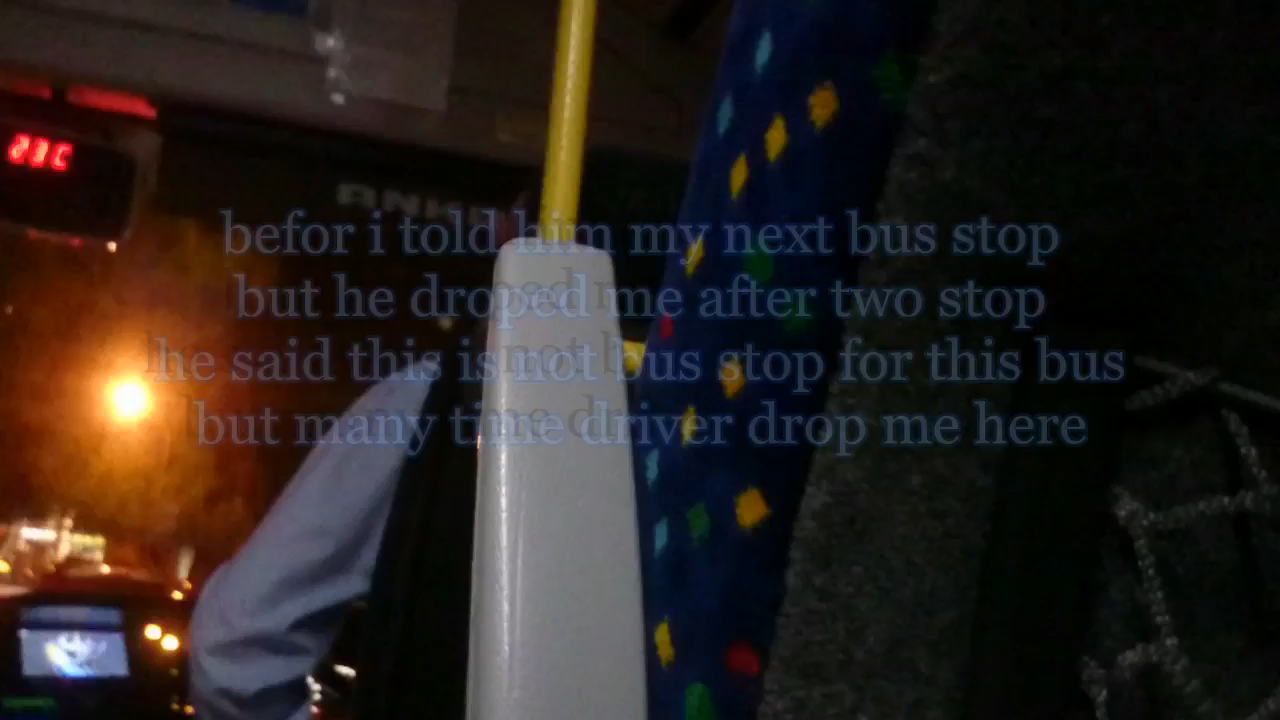 23C
befor i told him my next bus stop
but he droped me after two stop
he said this is not bus stop for this bus
but many time driver drop me here